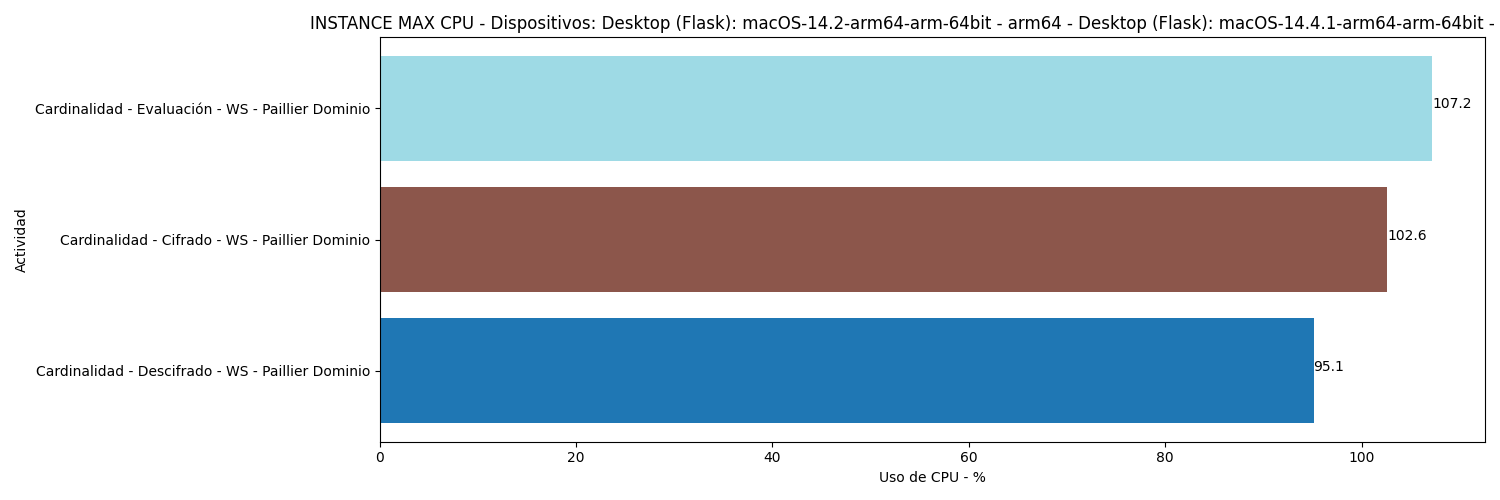 INSTANCE MAX CPU - Dispositivos: Desktop (Flask): macOS-14.2-arm64-arm-64bit - arm64 - Desktop (Flask): macOS-14.4.1-arm64-arm-64bit -
Cardinalidad - Evaluación - WS - Paillier Dominio
107.2
Cardinalidad - Cifrado - WS - Paillier Dominio
102.6
Cardinalidad - Descifrado - WS - Paillier Dominio
95.1
Actividad
0 20 40 60 80 100
Uso de CPU - %